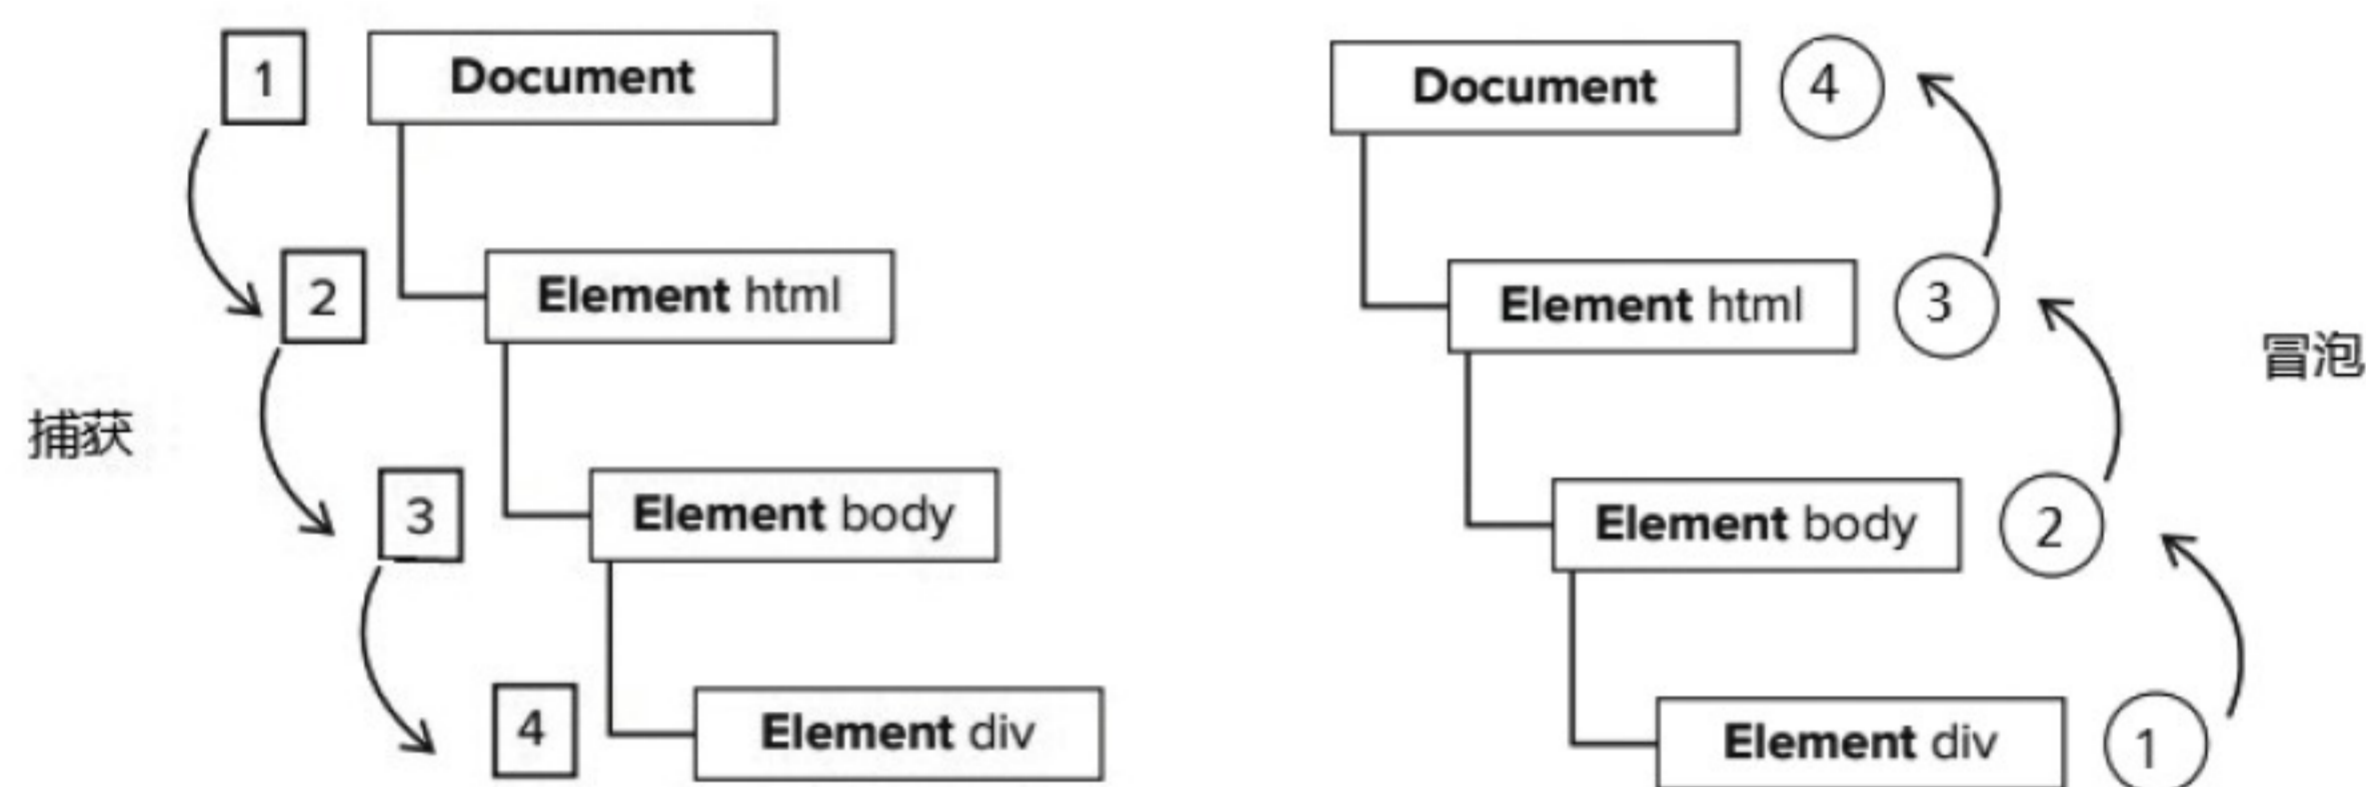 1 Document
2 Element html
捕获
3 Element body
4 Element div
Document 4
Element html 3
冒泡
Element body 2
Element div 1